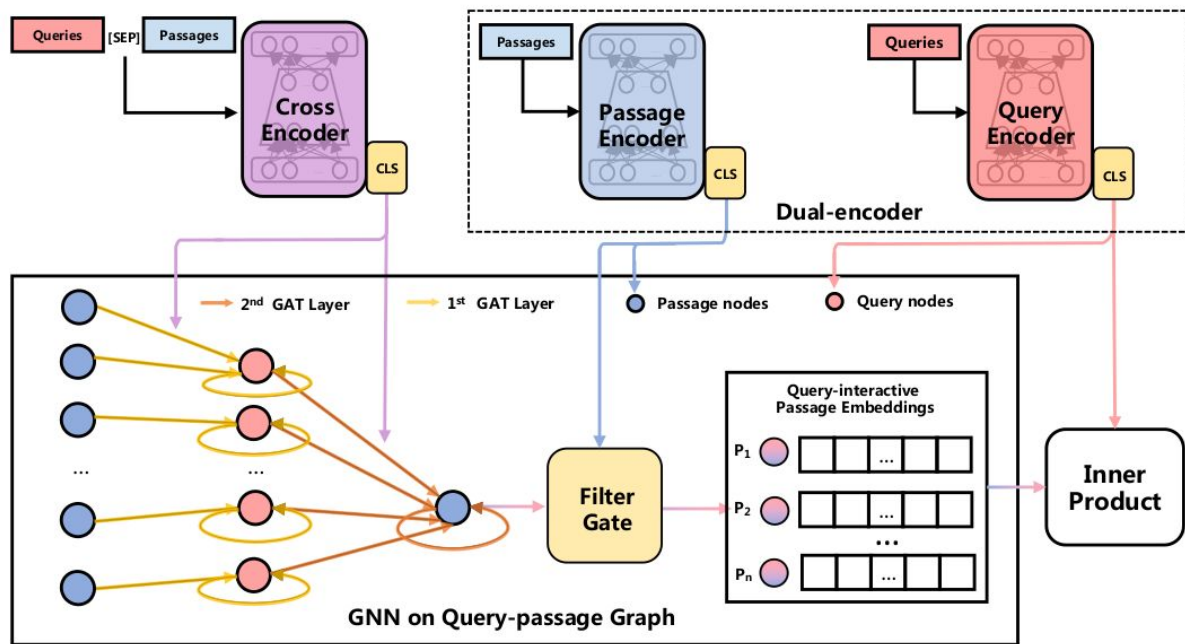 Queries [SEP] Passages
Cross
Encoder
CLS
Passages
Passage
Encoder
CLS
Queries
Query
Encoder
CLS
Dual-encoder
2nd GAT Layer
1st GAT Layer
Passage nodes
Query nodes
...
...
Filter
Gate
Query-interactive
Passage Embeddings
P1 ...
P2 ...
...
Pn ...
Inner
Product
GNN on Query-passage Graph